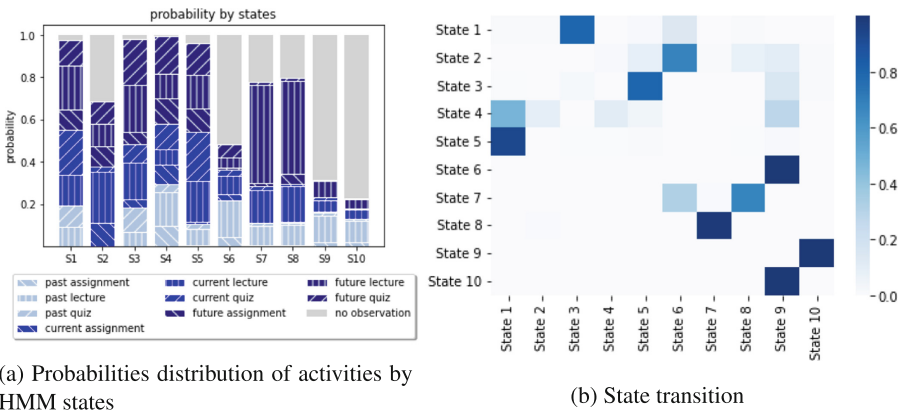 probability by states
1.0
0.8
0.6
0.4
0.2
probability
S1 S2 S3 S4 S5 S6 S7 S8 S9 S10
past assignment current lecture future lecture
past lecture current quiz future quiz
past quiz future assignment no observation
current assignment
(a) Probabilities distribution of activities by
HMM states
State 1
State 2
State 3
State 4
State 5
State 6
State 7
State 8
State 9
State 10
State 1 State 2 State 3 State 4 State 5 State 6 State 7 State 8 State 9 State 10
0.8
0.6
0.4
0.2
0.0
(b) State transition